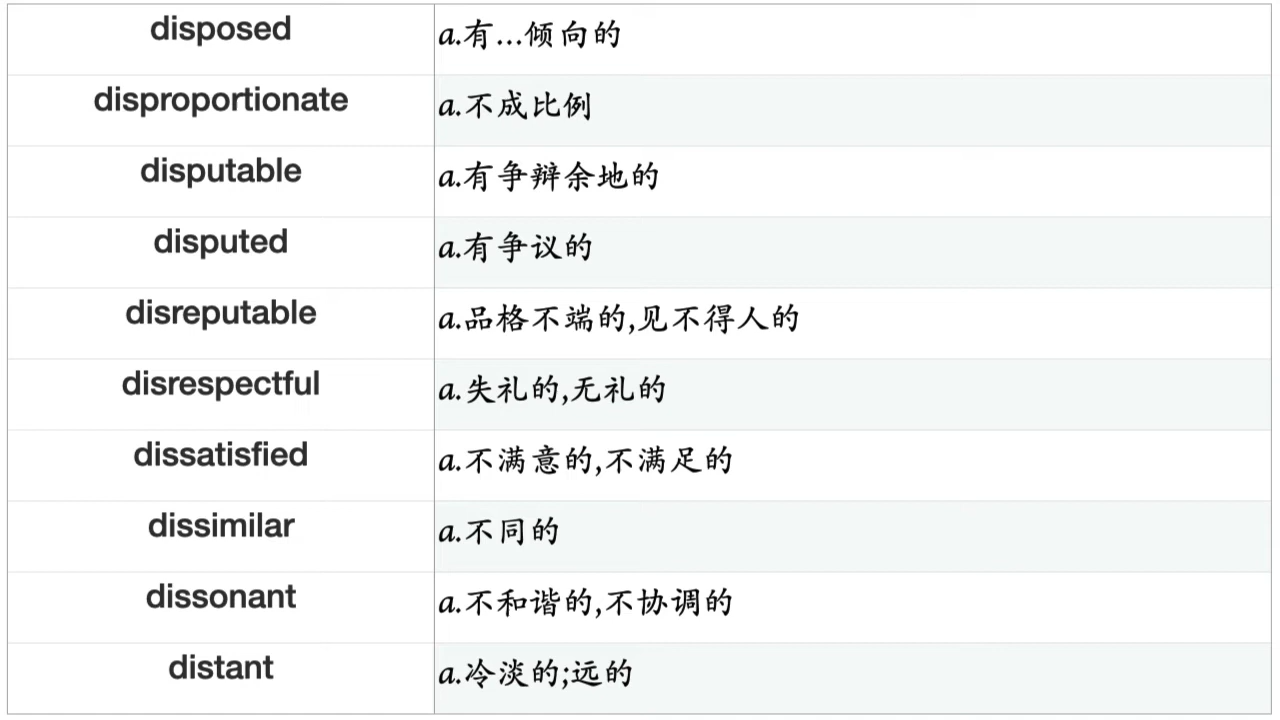 disposed a.有…倾向的
disproportionate a.不成比例
disputable a.有争辩余地的
disputed a.有争议的
disreputable a.品格不端的,见不得人的
disrespectful a.失礼的,无礼的
dissatisfied a.不满意的,不满足的
dissimilar a.不同的
dissonant a.不和谐的,不协调的
distant a.冷淡的;远的